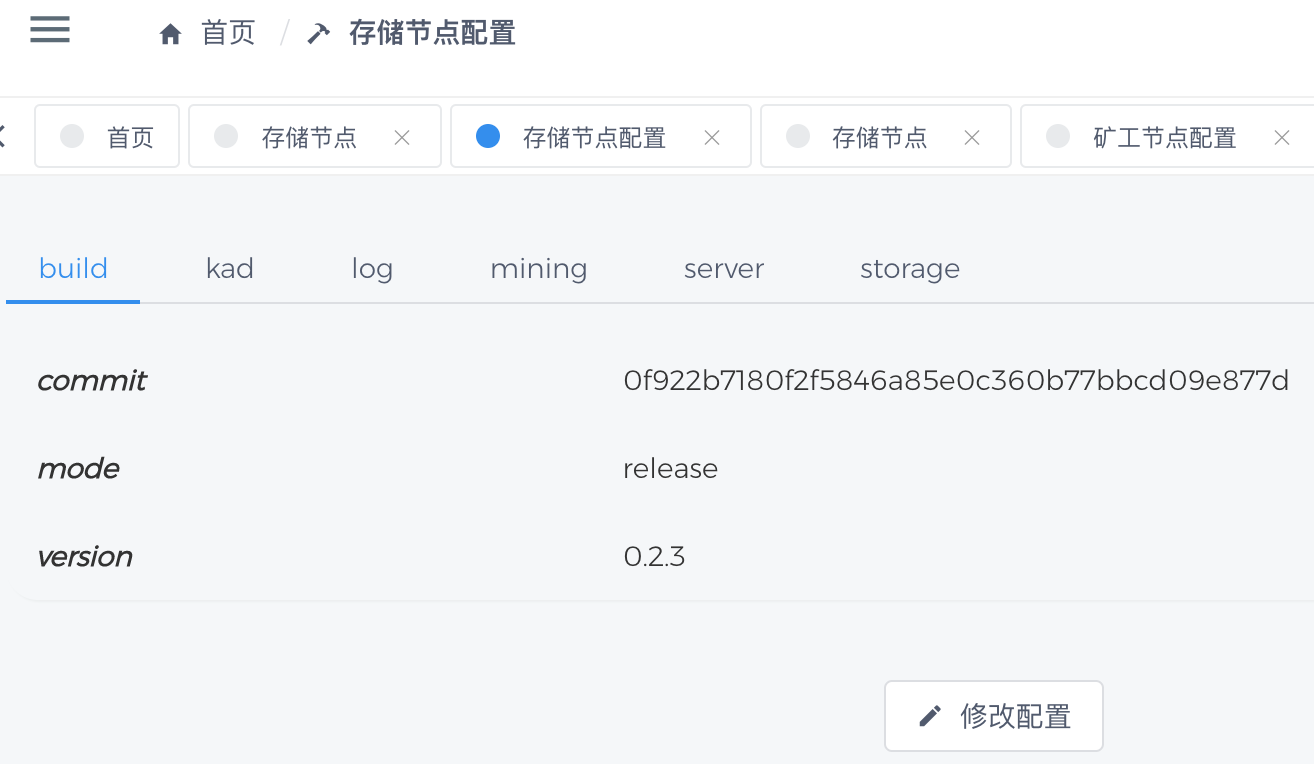 首页 / 存储节点配置
首页 存储节点 存储节点配置 存储节点 矿工节点配置
build kad log mining server storage
commit 0f922b7180f2f5846a85e0c360b77bbcd09e877d
mode release
version 0.2.3
修改配置